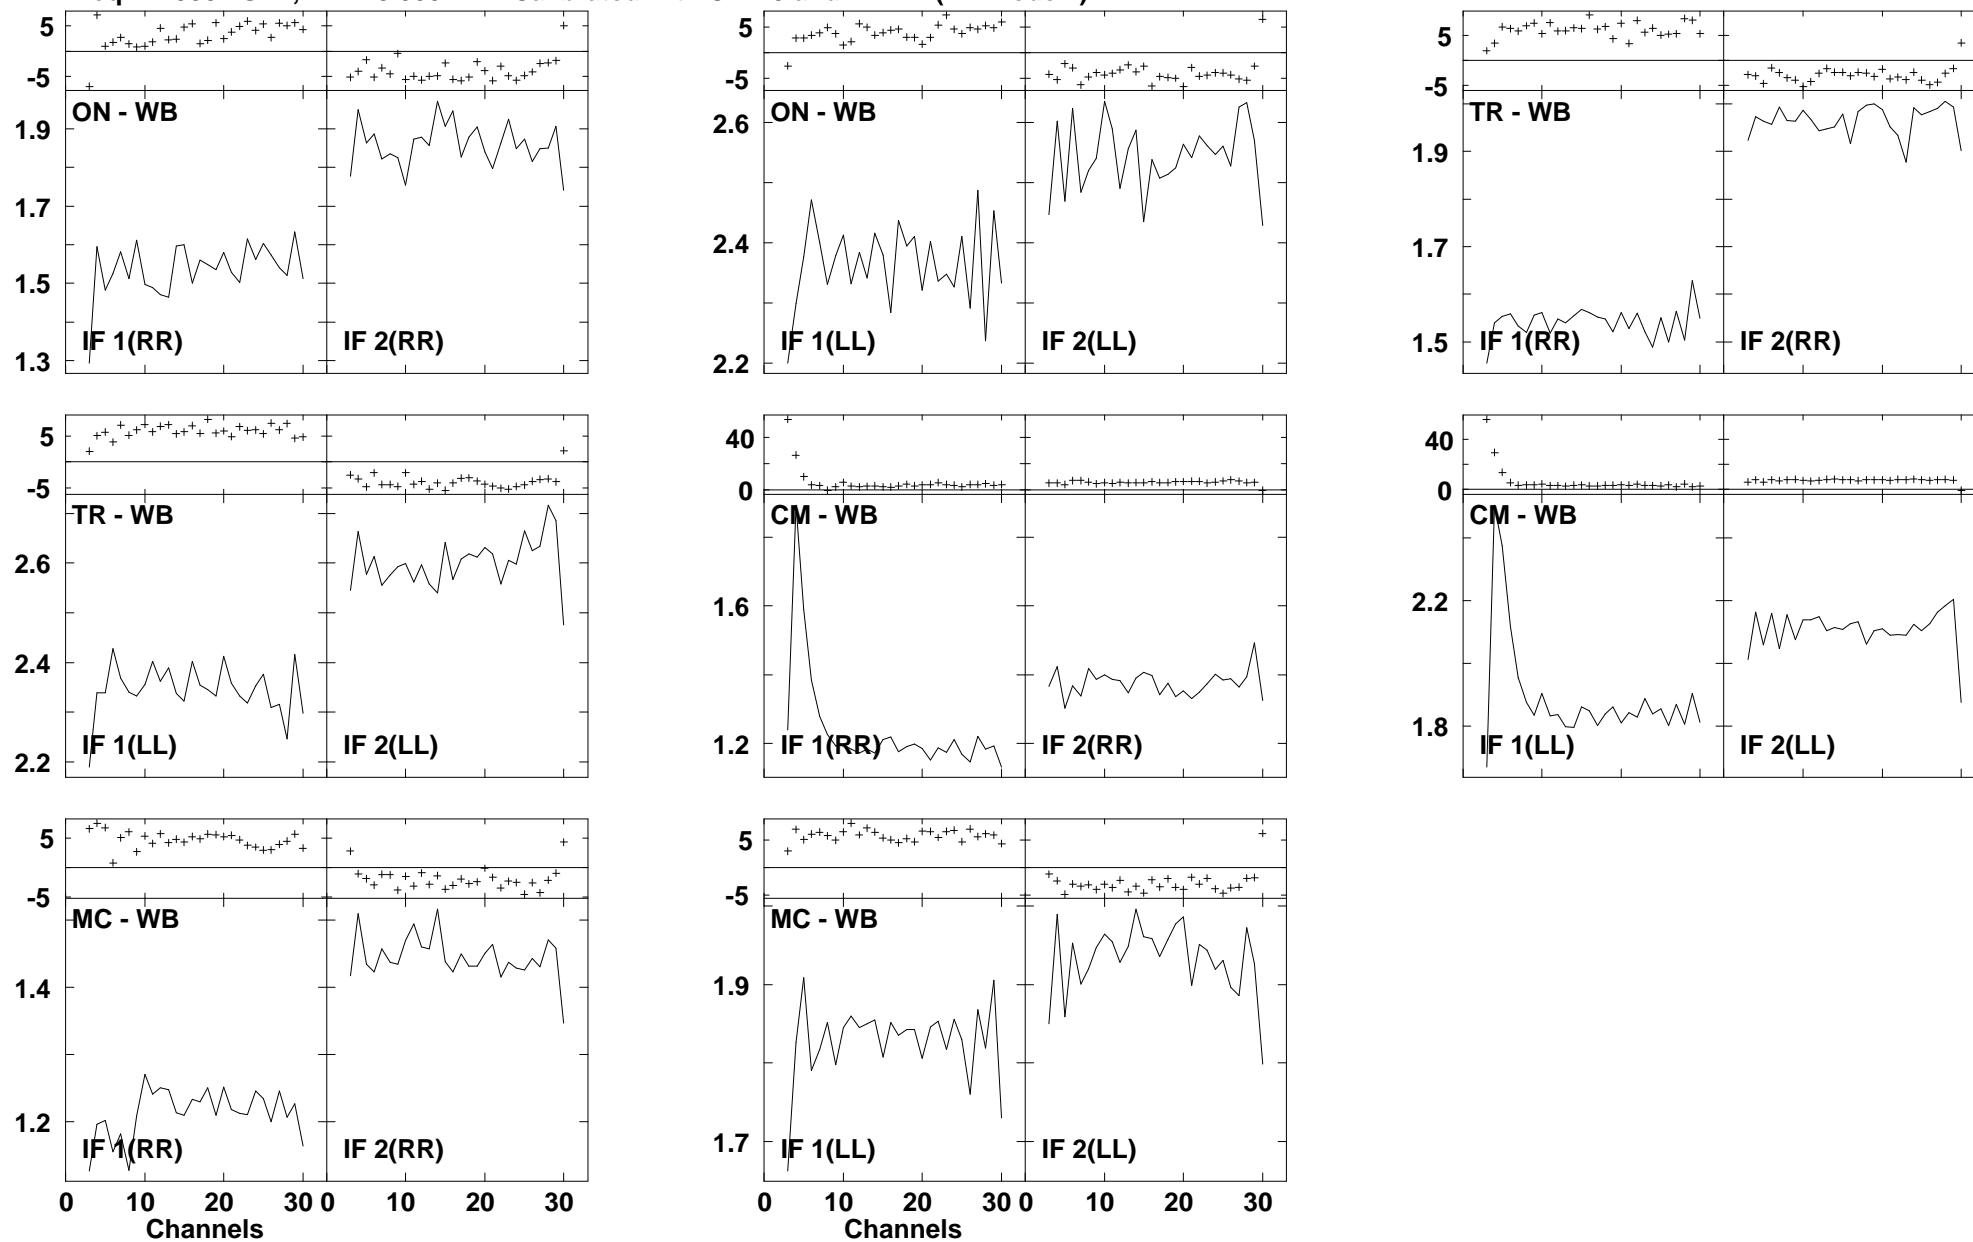 5 5 5
-5 -5 -5
ON - WB ON - WB TR - WB
1.9 2.6 1.9
1.7 2.4 1.7
1.5 1.5
IF 1(RR) IF 2(RR) IF 1(LL) IF 2(LL) IF 1(RR) IF 2(RR)
1.3 2.2
5 40 40
-5 0 0
TR - WB CM - WB CM - WB
2.6 1.6 2.2
2.4
IF 1(LL) IF 2(LL) IF 1(RR) IF 2(RR) IF 1(LL) IF 2(LL)
2.2 1.2 1.8
5 5
-5 -5
MC - WB MC - WB
1.4 1.9
1.2 1.7
IF 1(RR) IF 2(RR) IF 1(LL) IF 2(LL)
0 10 20 30 0 10 20 30 0 10 20 30 0 10 20 30
Channels Channels